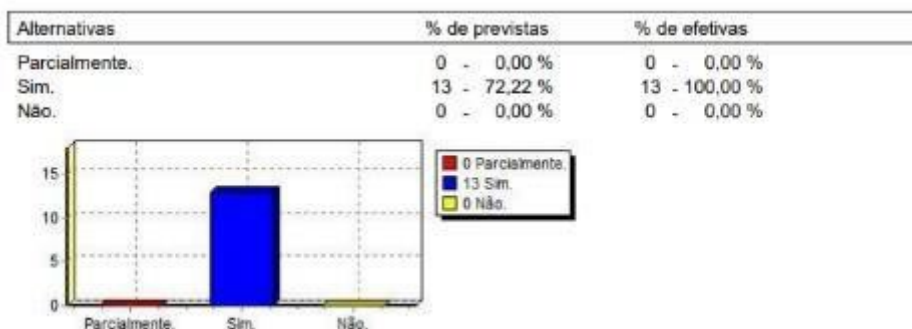 Alternativas % de previstas % de efetivas
Parcialmente. 0 - 0,00 % 0 - 0,00 %
Sim. 13 - 72,22 % 13 - 100,00 %
Não. 0 - 0,00 % 0 - 0,00 %
0 Parcialmente.
13 Sim.
0 Não.
15
10
5
0
Parcialmente. Sim. Não.